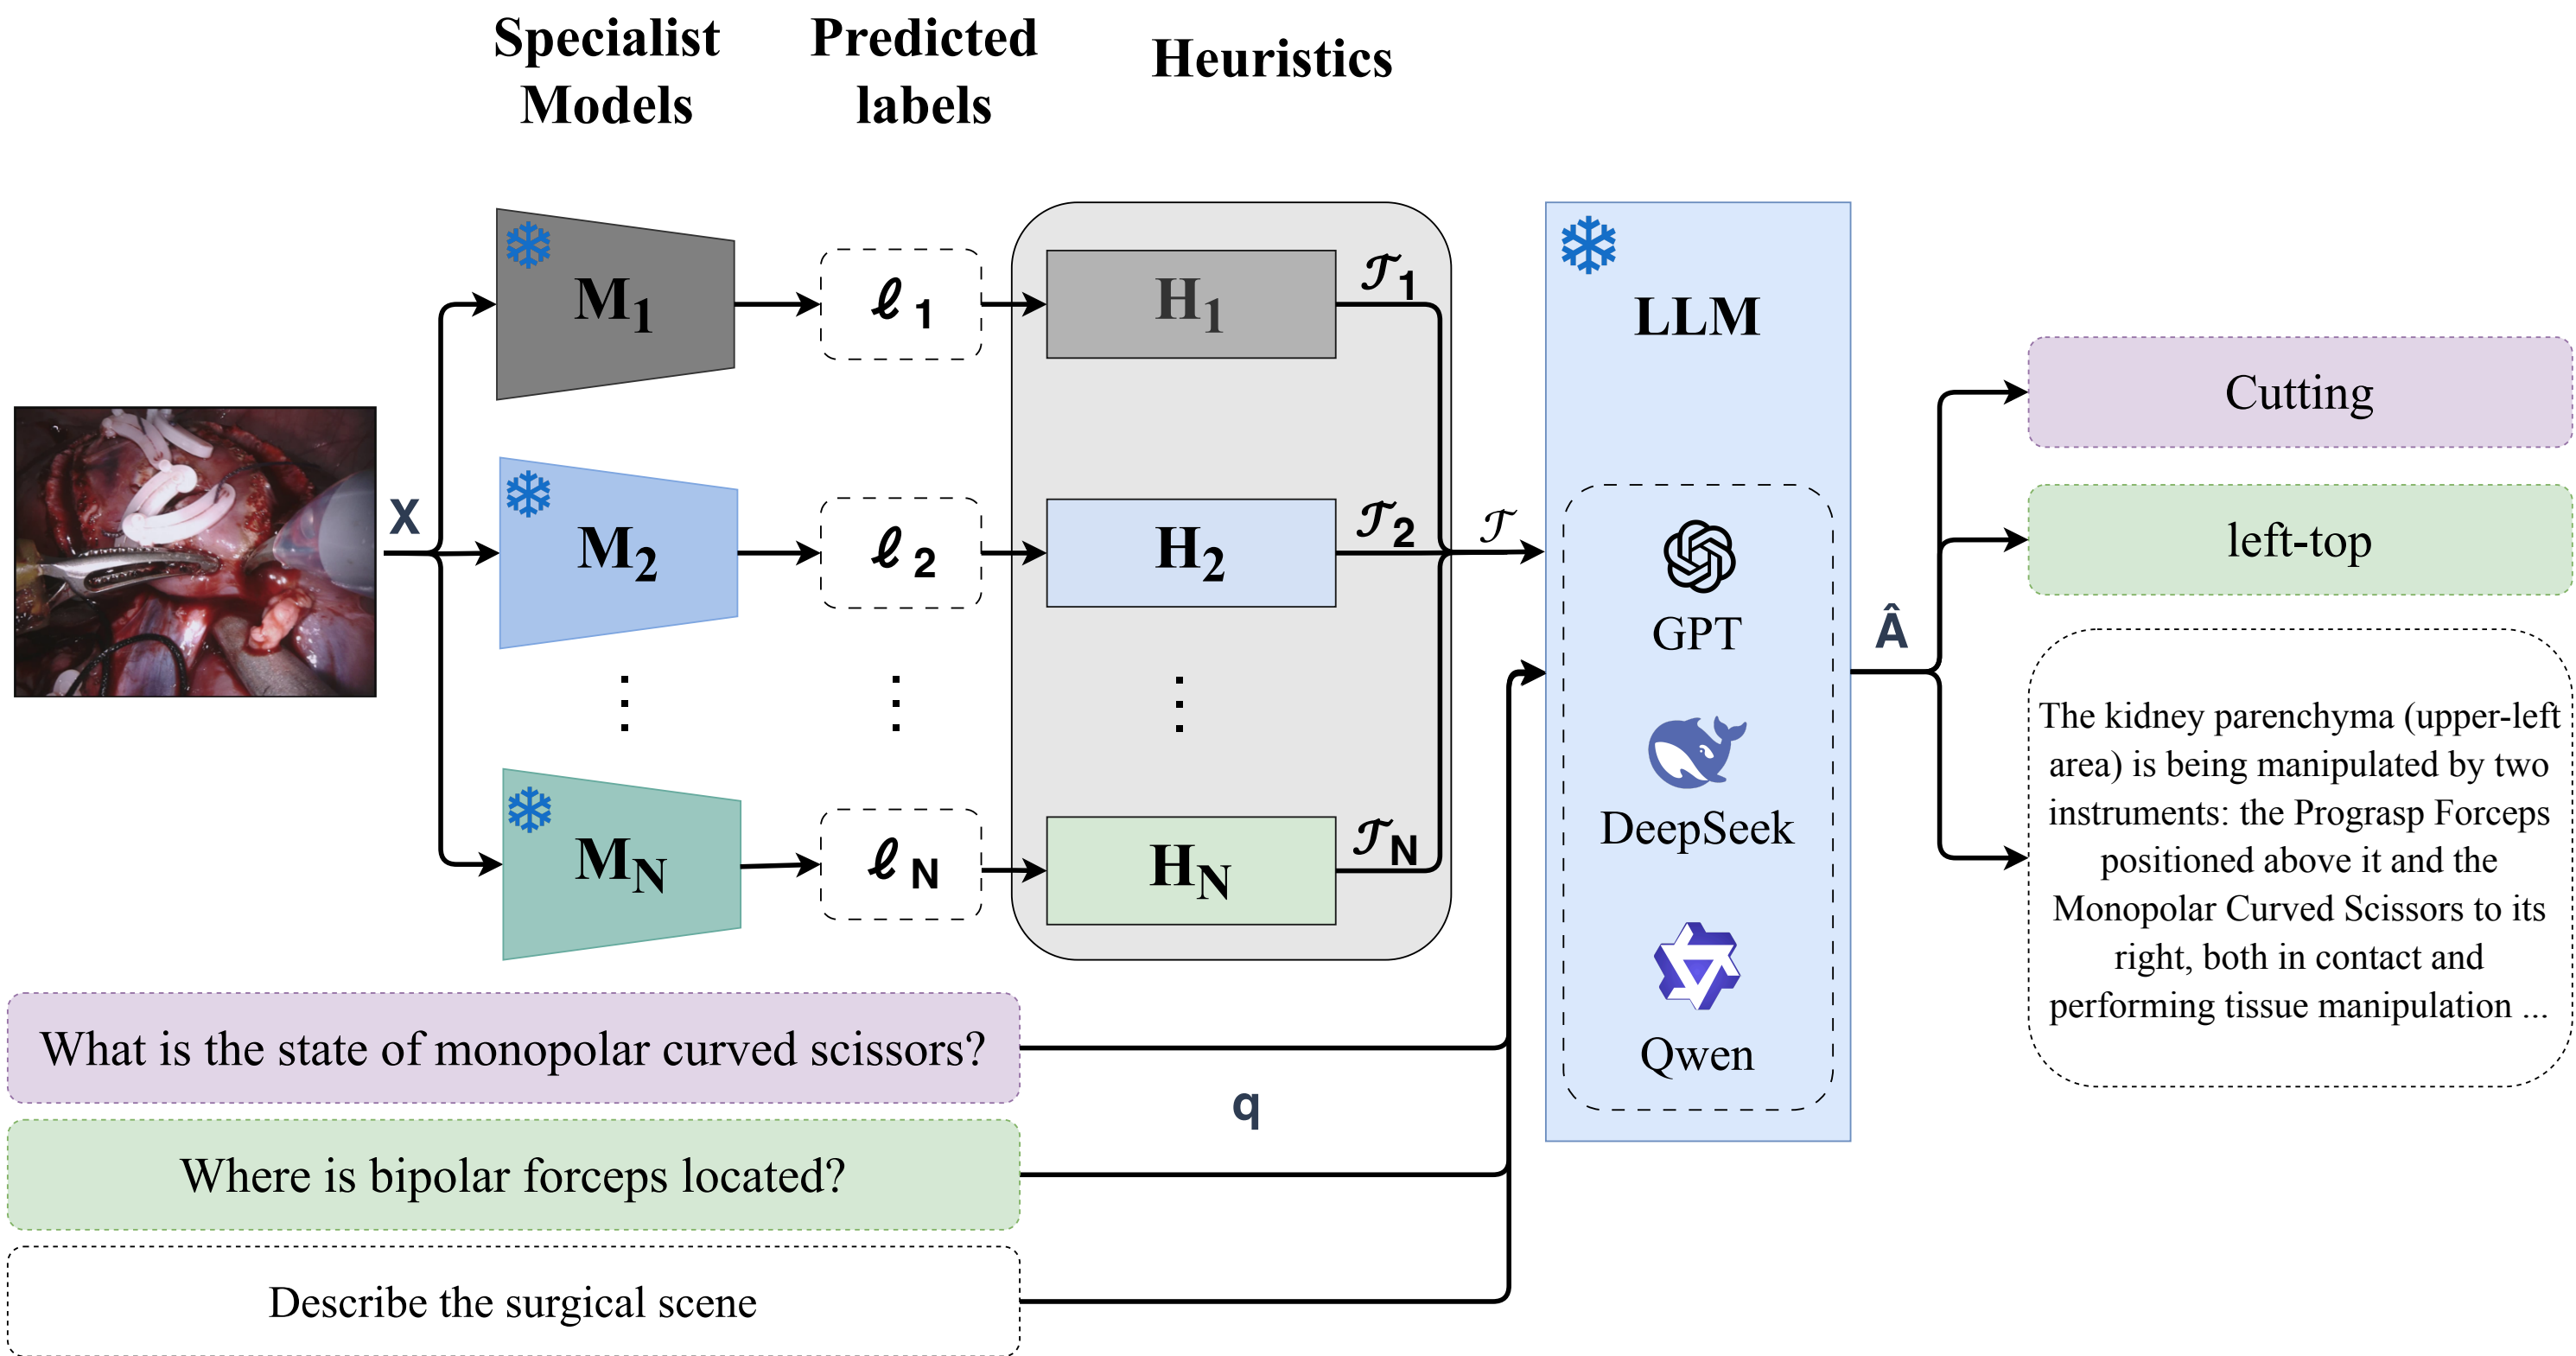 Specialist
Models
Predicted
labels
Heuristics
X
M1
ℓ 1
H1
𝒯1
M2
ℓ 2
H2
𝒯2
MN
ℓ N
HN
𝒯N
𝒯
LLM
GPT
DeepSeek
Qwen
Â
Cutting
left-top
The kidney parenchyma (upper-left
area) is being manipulated by two
instruments: the Prograsp Forceps
positioned above it and the
Monopolar Curved Scissors to its
right, both in contact and
performing tissue manipulation ...
What is the state of monopolar curved scissors?
q
Where is bipolar forceps located?
Describe the surgical scene